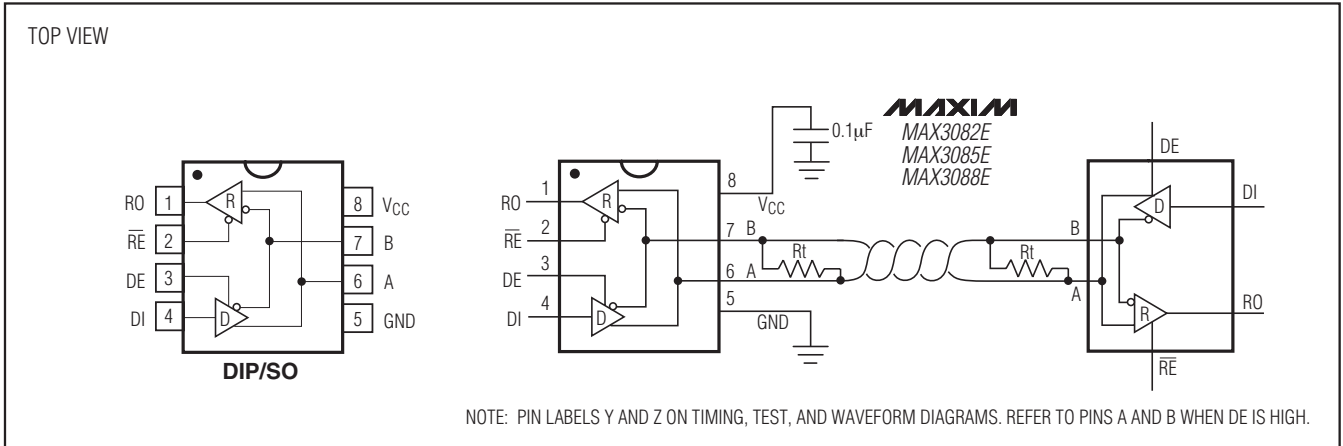 TOP VIEW
RO 1
RE 2
DE 3
DI 4
8 VCC
7 B
6 A
5 GND
R
D
DIP/SO
RO 1
RE 2
DE 3
DI 4
R
D
8
VCC
7 B
6 A
5
GND
0.1μF
MAXIM
MAX3082E
MAX3085E
MAX3088E
Rt
Rt
B
A
DE
D
DI
R
RO
RE
NOTE: PIN LABELS Y AND Z ON TIMING, TEST, AND WAVEFORM DIAGRAMS. REFER TO PINS A AND B WHEN DE IS HIGH.